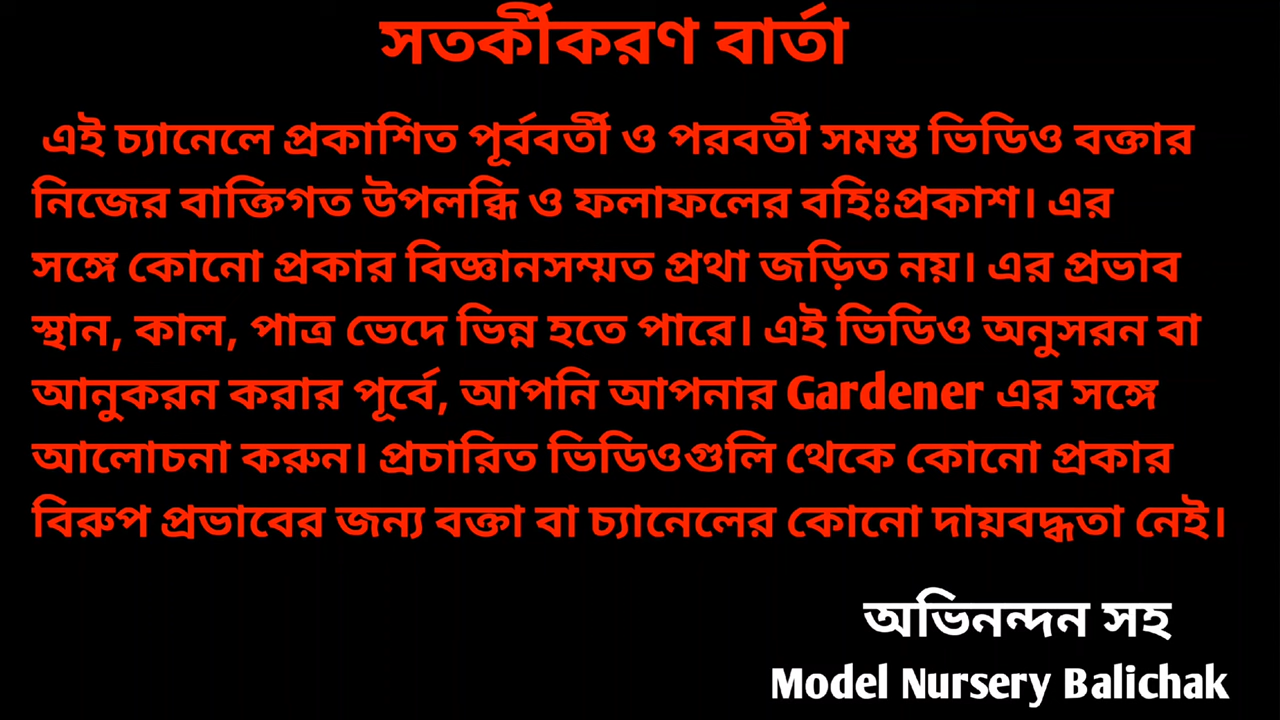 সতর্কীকরণ বার্তা
এই চ্যানেলে প্রকাশিত পূর্ববর্তী ও পরবর্তী সমস্ত ভিডিও বক্তার
নিজের বাক্তিগত উপলব্ধি ও ফলাফলের বহিঃপ্রকাশ। এর
সঙ্গে কোনো প্রকার বিজ্ঞানসম্মত প্রথা জড়িত নয়। এর প্রভাব
স্থান, কাল, পাত্র ভেদে ভিন্ন হতে পারে। এই ভিডিও অনুসরন বা
আনুকরন করার পূর্বে, আপনি আপনার Gardener এর সঙ্গে
আলোচনা করুন। প্রচারিত ভিডিওগুলি থেকে কোনো প্রকার
বিরুপ প্রভাবের জন্য বক্তা বা চ্যানেলের কোনো দায়বদ্ধতা নেই।
অভিনন্দন সহ
Model Nursery Balichak